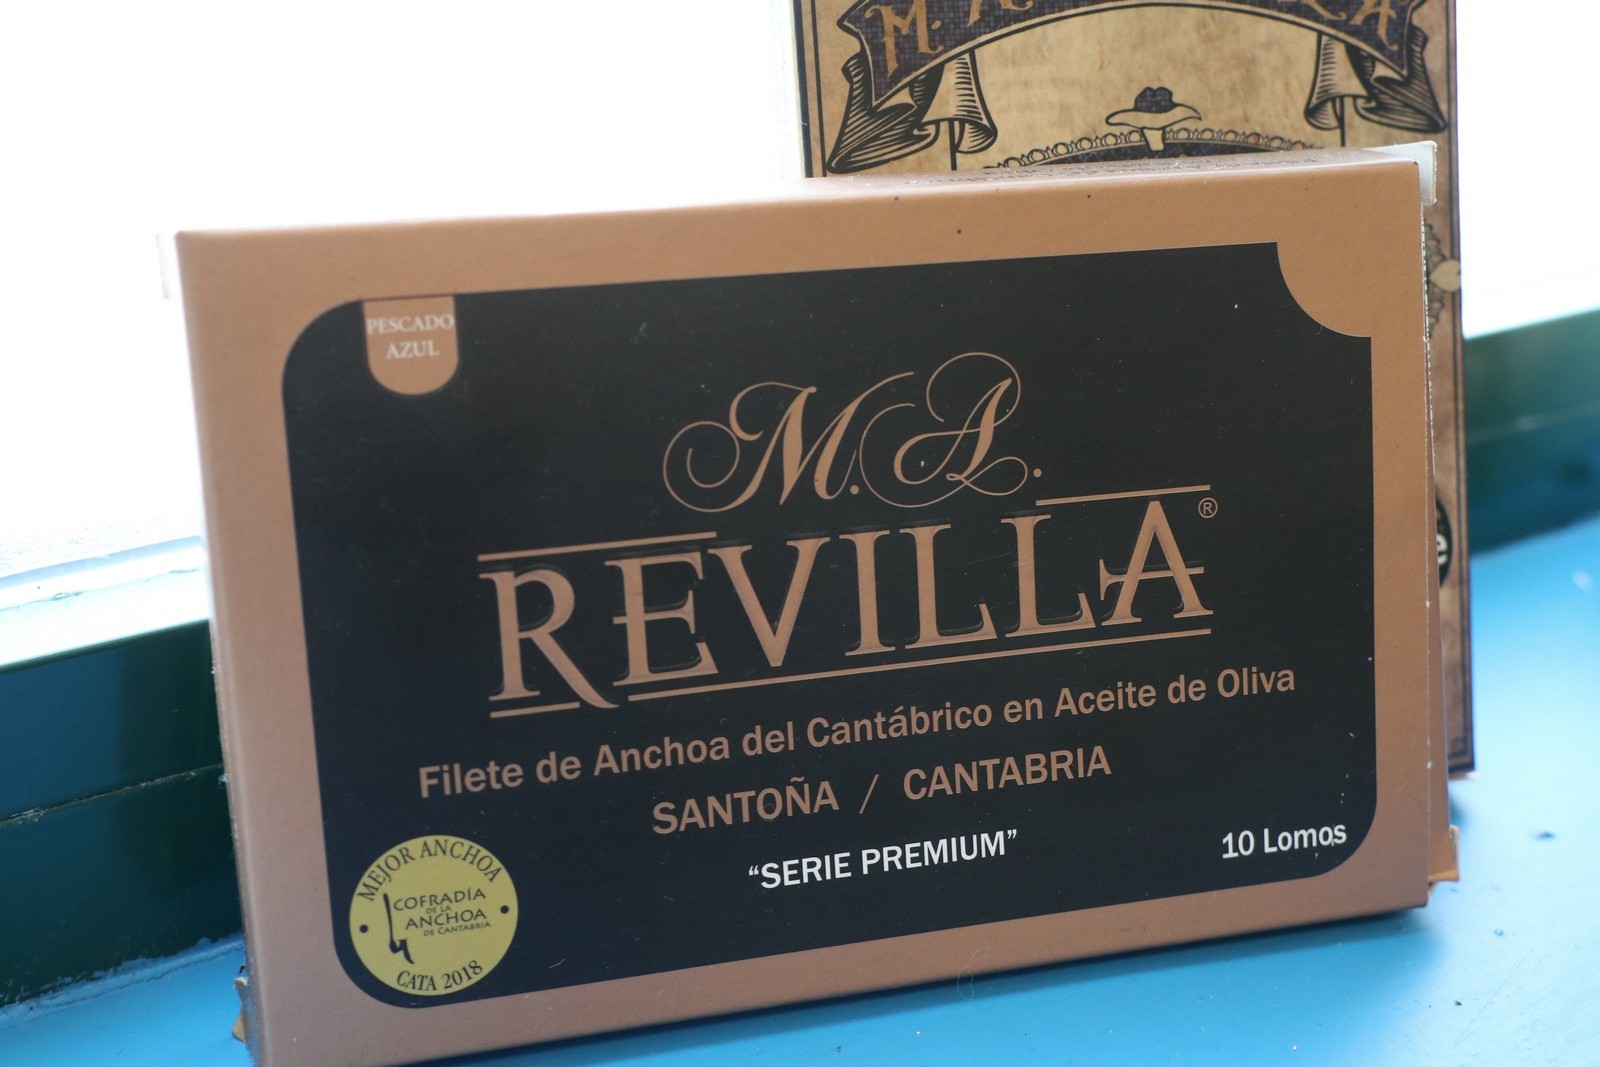 PESCADO
AZUL
M.A.
REVILLA®
Filete de Anchoa del Cantábrico en Aceite de Oliva
SANTOÑA / CANTABRIA
“SERIE PREMIUM”
10 Lomos
MEJOR ANCHOA
COFRADÍA
DE LA
ANCHOA
DE CANTABRIA
CATA 2018